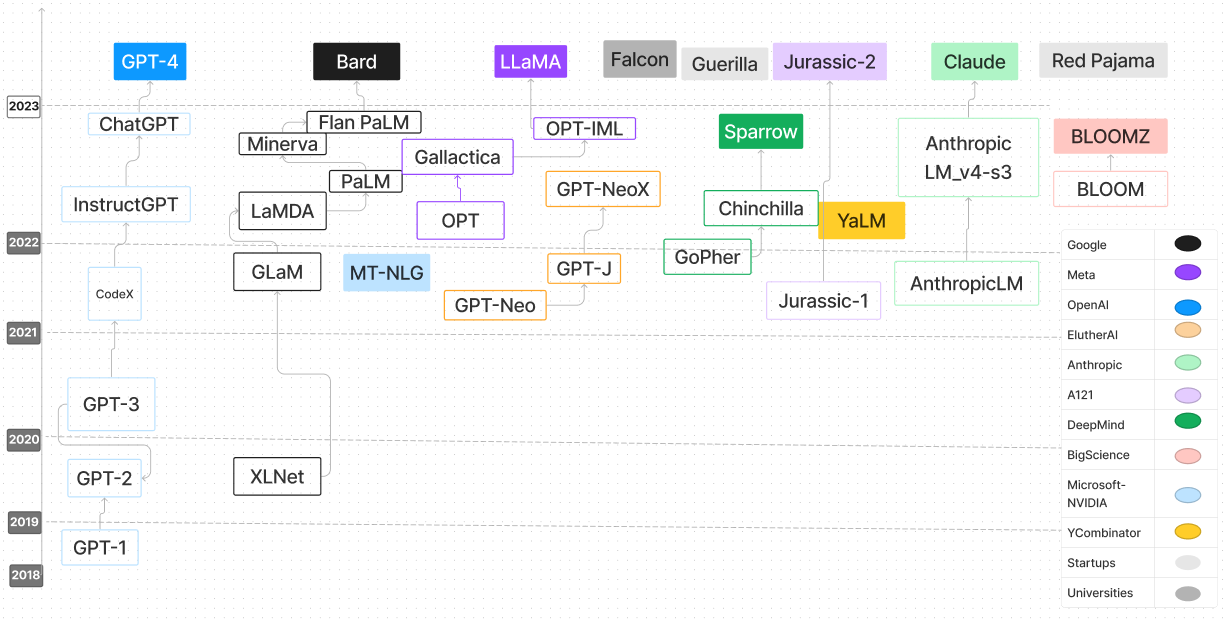 GPT-4
Bard
LLaMA
Falcon
Guerilla
Jurassic-2
Claude
Red Pajama
2023
ChatGPT
Flan PaLM
Minerva
OPT-IML
Sparrow
Anthropic
LM_v4-s3
BLOOMZ
Gallactica
PaLM
GPT-NeoX
BLOOM
InstructGPT
LaMDA
OPT
Chinchilla
YaLM
2022
GLaM
MT-NLG
GPT-J
GoPher
AnthropicLM
CodeX
GPT-Neo
Jurassic-1
2021
GPT-3
2020
GPT-2
XLNet
2019
GPT-1
2018
Google
Meta
OpenAI
ElutherAI
Anthropic
A121
DeepMind
BigScience
Microsoft-
NVIDIA
YCombinator
Startups
Universities